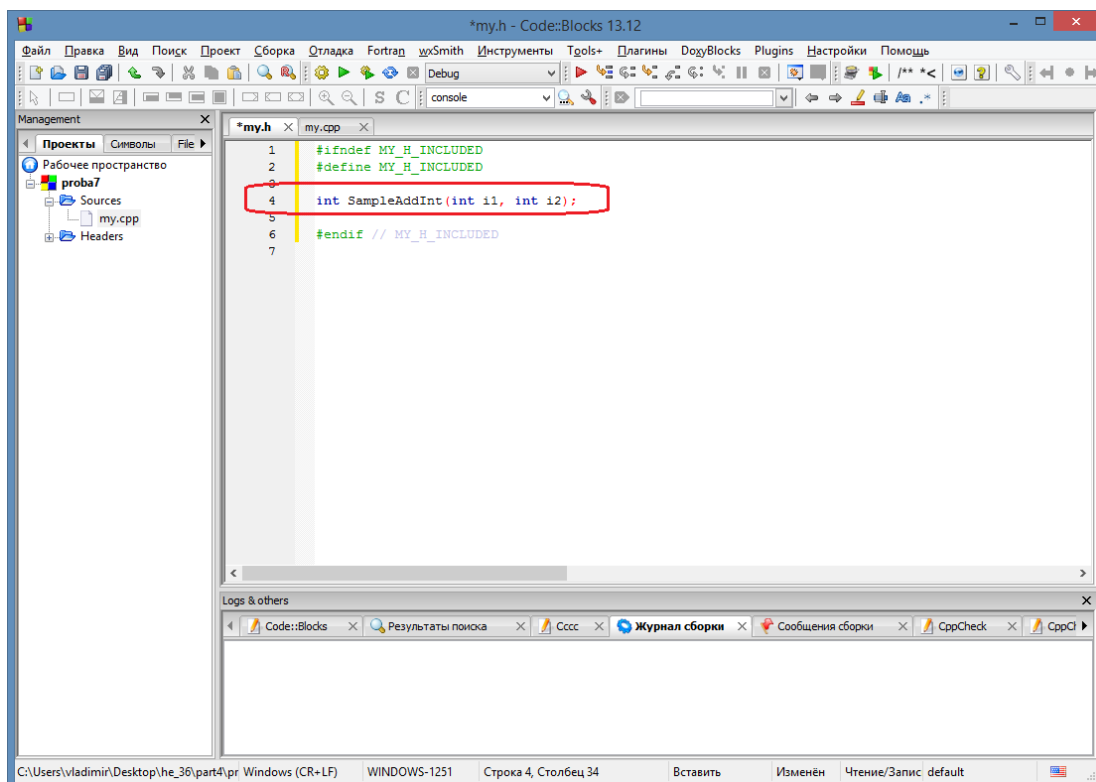 *my.h - Code::Blocks 13.12
Файл Правка Вид Поиск Проект Сборка Отладка Fortran wxSmith Инструменты Tools+ Плагины DoxyBlocks Plugins Настройки Помощь
Debug /** *<
S C console .*
Management
Проекты Символы File
Рабочее пространство
proba7
Sources
my.cpp
Headers
*my.h my.cpp
1 #ifndef MY_H_INCLUDED
2 #define MY_H_INCLUDED
3
4 int SampleAddInt(int i1, int i2);
5
6 #endif // MY_H_INCLUDED
7
Logs & others
Code::Blocks Результаты поиска Cccc Журнал сборки Сообщения сборки CppCheck CppCl
C:\Users\vladimir\Desktop\he_36\part4\pr Windows (CR+LF) WINDOWS-1251 Строка 4, Столбец 34 Вставить Изменён Чтение/Запис default